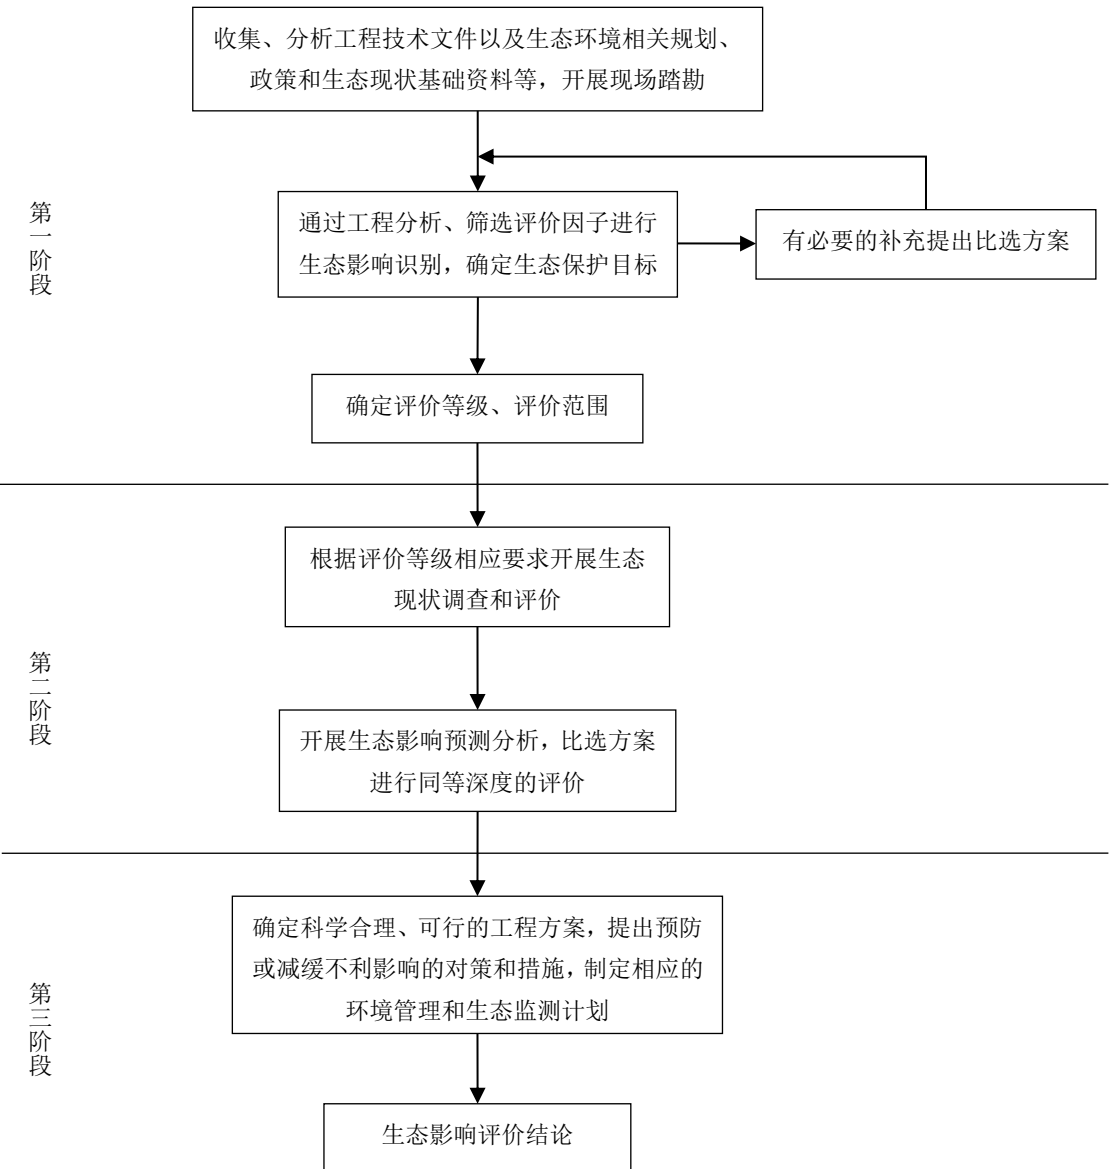 收集、分析工程技术文件以及生态环境相关规划、
政策和生态现状基础资料等，开展现场踏勘
第一阶段
通过工程分析、筛选评价因子进行
生态影响识别，确定生态保护目标
有必要的补充提出比选方案
确定评价等级、评价范围
根据评价等级相应要求开展生态
现状调查和评价
第二阶段
开展生态影响预测分析，比选方案
进行同等深度的评价
确定科学合理、可行的工程方案，提出预防
或减缓不利影响的对策和措施，制定相应的
环境管理和生态监测计划
第三阶段
生态影响评价结论